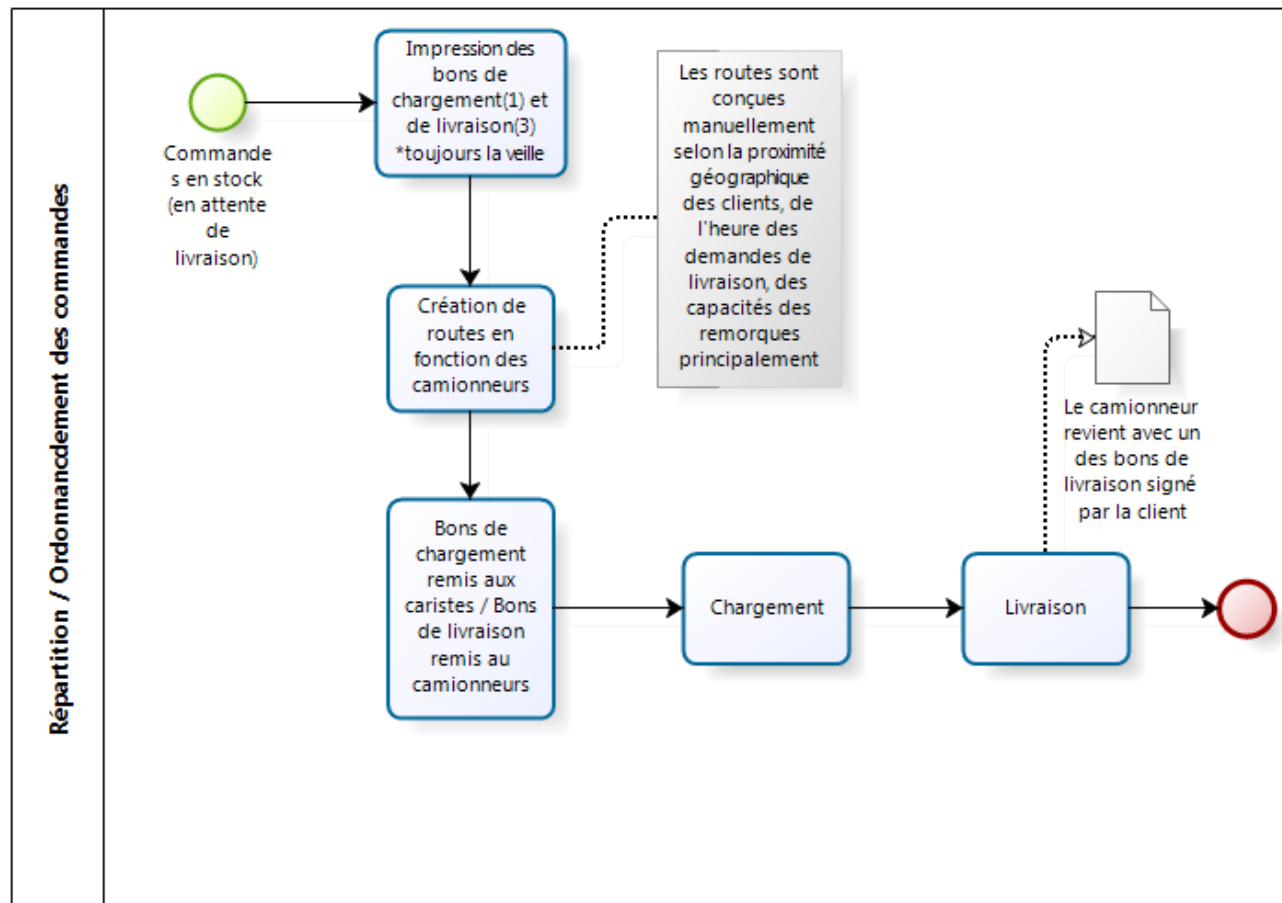 Répartition / Ordonnancdement des commandes
Commande
s en stock
(en attente
de
livraison)
Impression des
bons de
chargement(1) et
de livraison(3)
*toujours la veille
Les routes sont
conçues
manuellement
selon la proximité
géographique
des clients, de
l'heure des
demandes de
livraison, des
capacités des
remorques
principalement
Création de
routes en
fonction des
camionneurs
Le camionneur
revient avec un
des bons de
livraison signé
par la client
Bons de
chargement
remis aux
caristes / Bons
de livraison
remis au
camionneurs
Chargement
Livraison